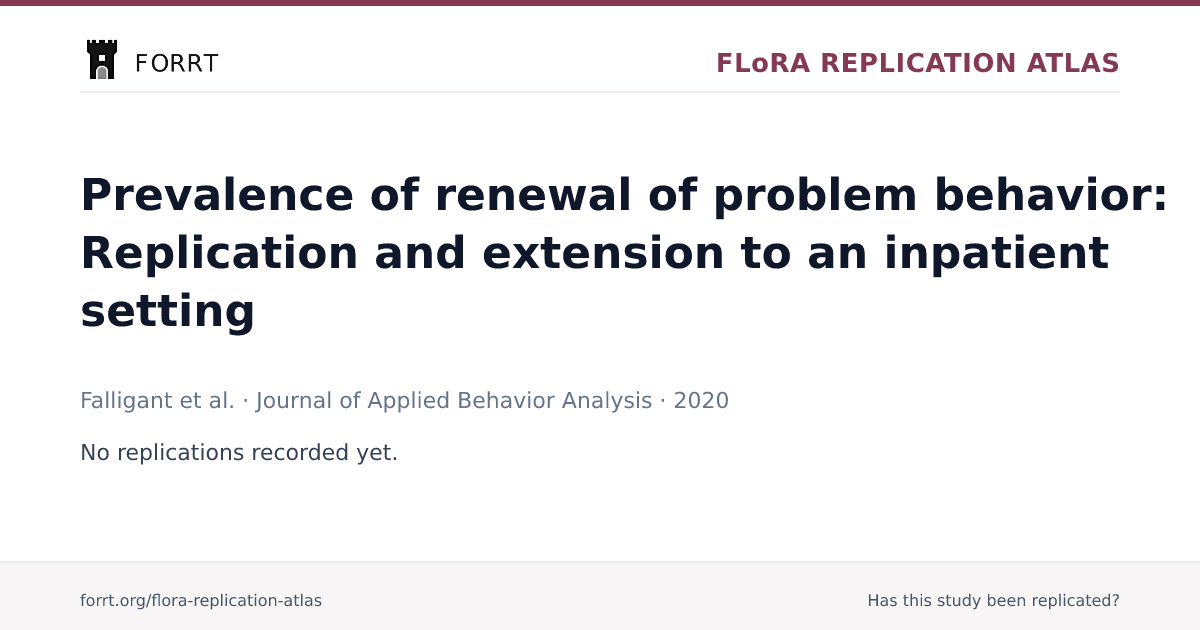 FORRT
FLoRA REPLICATION ATLAS
Prevalence of renewal of problem behavior:
Replication and extension to an inpatient
setting
Falligant et al. · Journal of Applied Behavior Analysis · 2020
No replications recorded yet.
forrt.org/flora-replication-atlas
Has this study been replicated?